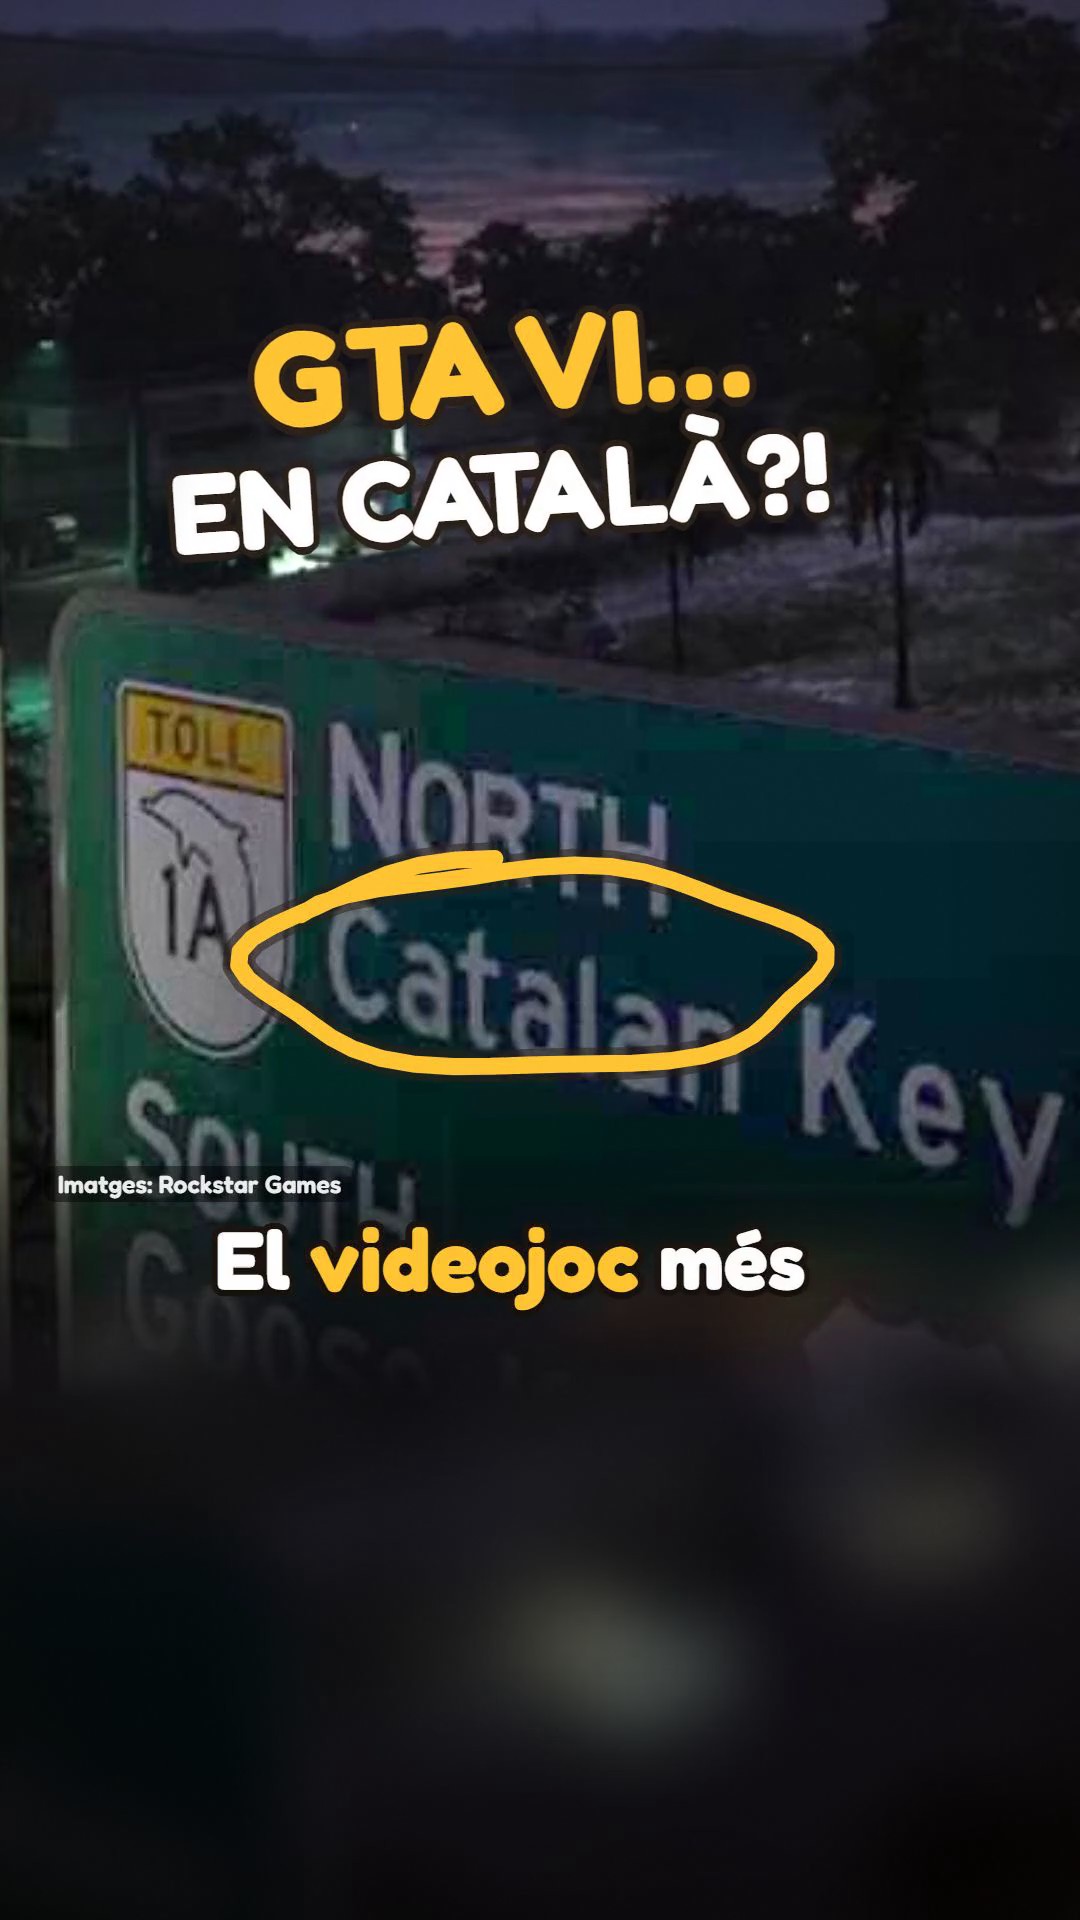 GTA VI...
EN CATALÀ?!
TOLL
1A
NORTH
Catalan Key
SOUTH
Imatges: Rockstar Games
El videojoc més